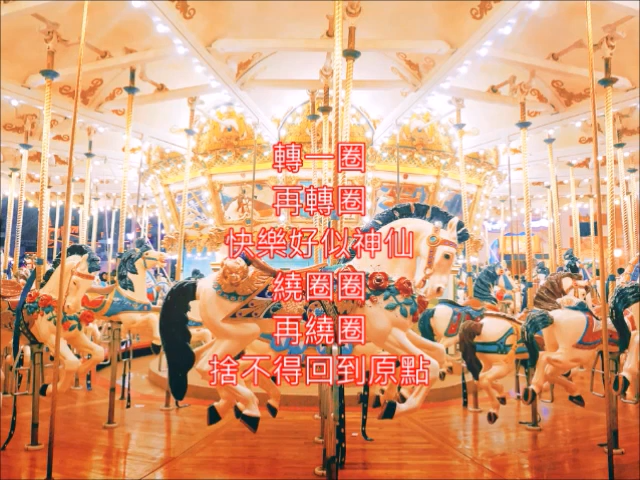 轉一圈
再轉圈
快樂好似神仙
繞圈圈
再繞圈
捨不得回到原點